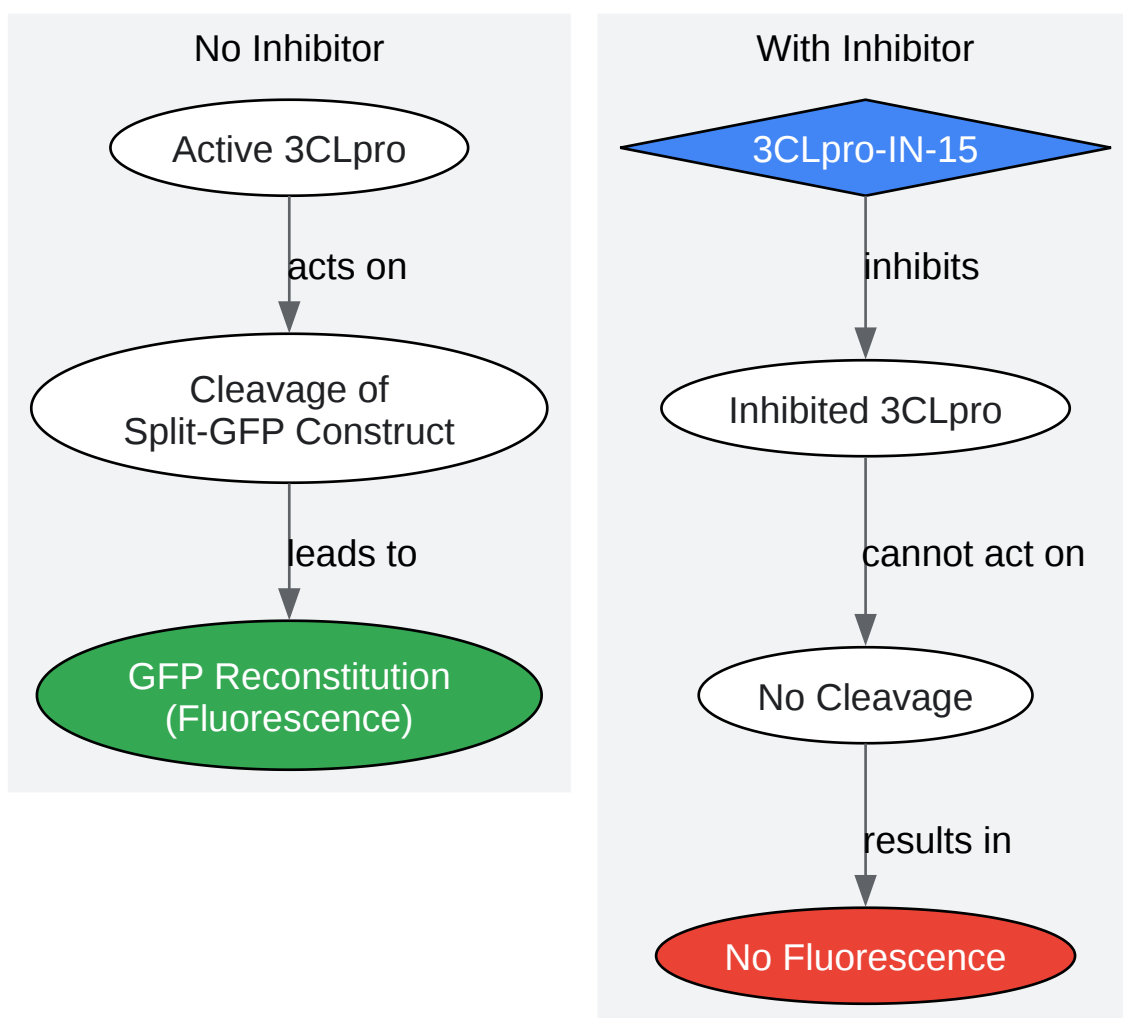 No Inhibitor
Active 3CLpro
acts on
Cleavage of
Split-GFP Construct
leads to
GFP Reconstitution
(Fluorescence)
With Inhibitor
3CLpro-IN-15
inhibits
Inhibited 3CLpro
cannot act on
No Cleavage
results in
No Fluorescence